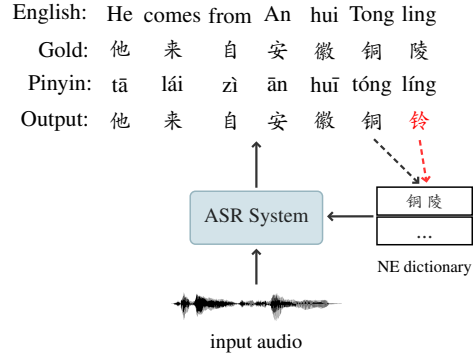 English: He comes from An hui Tong ling
Gold: 他 来 自 安 徽 铜 陵
Pinyin: tā lái zì ān huī tóng líng
Output: 他 来 自 安 徽 铜 铃
铜 陵
ASR System
...
NE dictionary
input audio